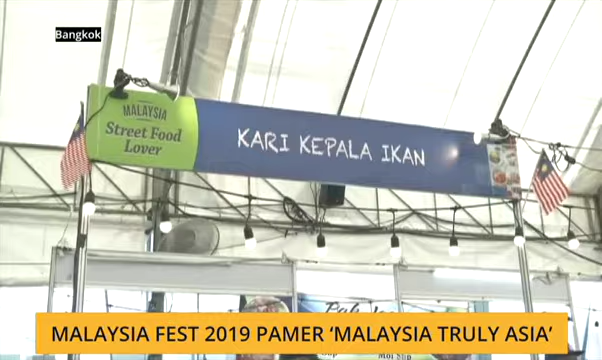 Bangkok
MALAYSIA
Street Food
Lover
KARI KEPALA IKAN
MALAYSIA FEST 2019 PAMER ‘MALAYSIA TRULY ASIA’